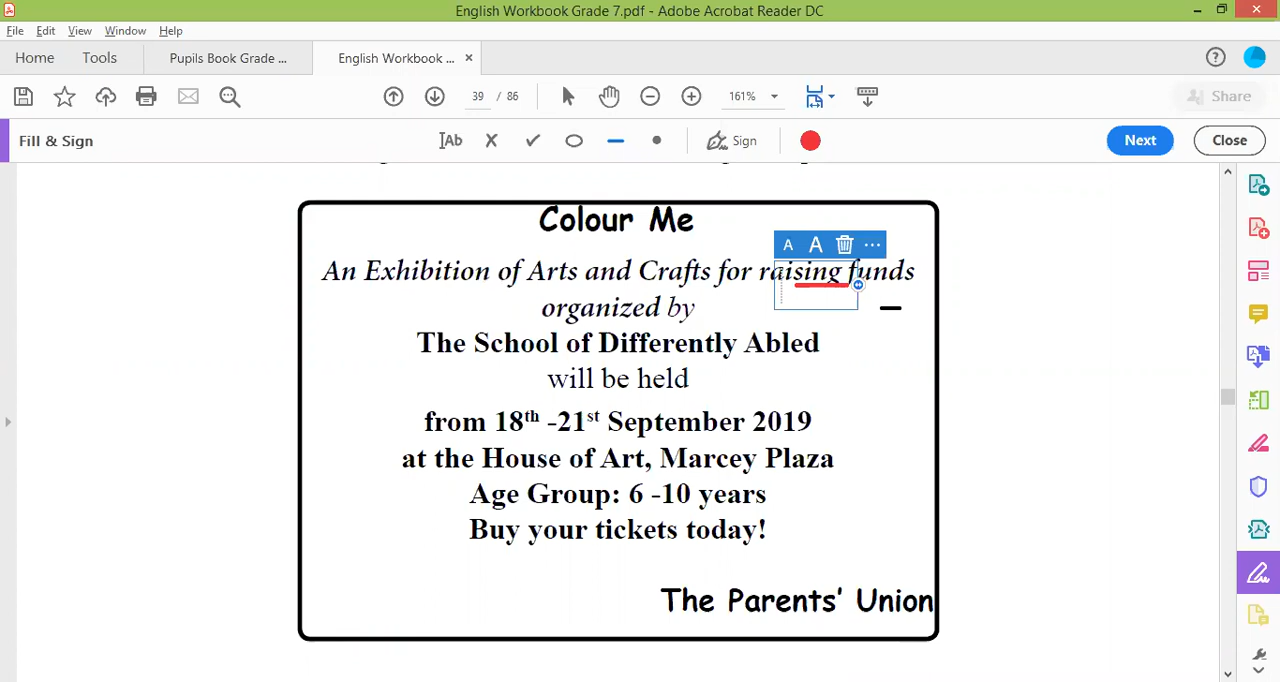 English Workbook Grade 7.pdf - Adobe Acrobat Reader DC
File Edit View Window Help
Home Tools Pupils Book Grade ... English Workbook ... ×
39 / 86 161% Share
Fill & Sign Ab Sign Next Close
Colour Me
A A ...
An Exhibition of Arts and Crafts for raising funds
organized by
The School of Differently Abled
will be held
from 18th -21st September 2019
at the House of Art, Marcey Plaza
Age Group: 6 -10 years
Buy your tickets today!
The Parents' Union